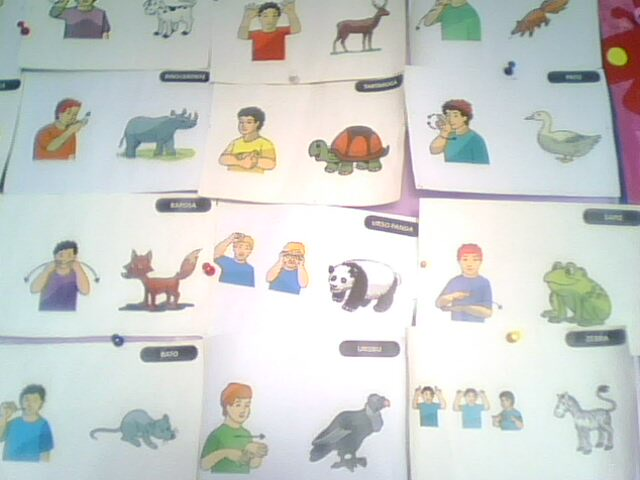 RINOCERONTE
TARTARUGA
PATO
RAPOSA
URSO PANDA
SAPO
RATO
URUBU
ZEBRA